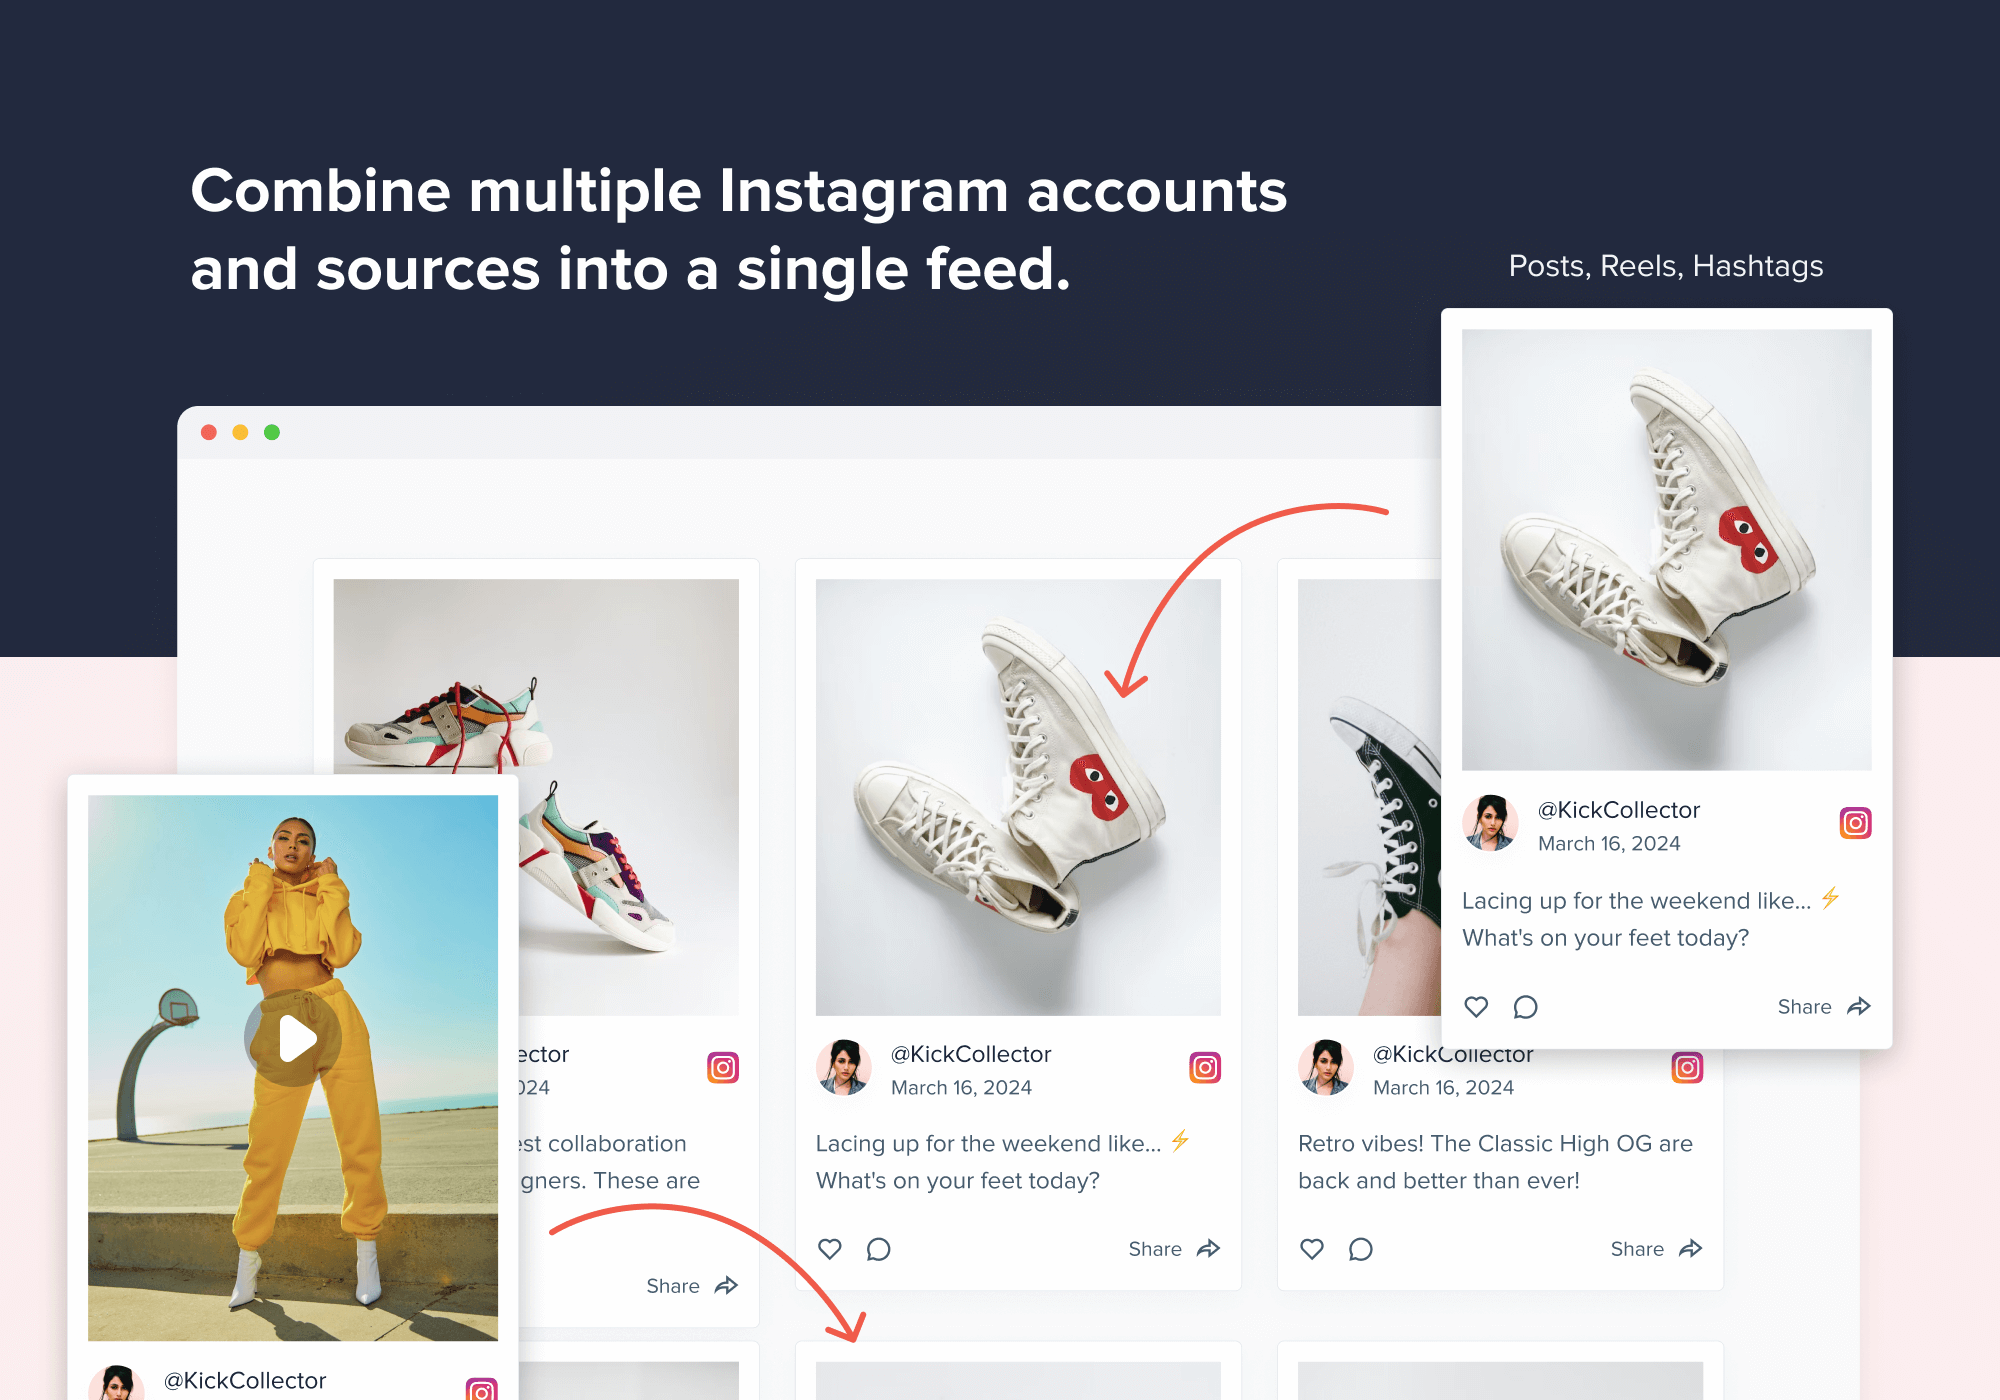 Combine multiple Instagram accounts
and sources into a single feed.
Posts, Reels, Hashtags
@KickCollector
March 16, 2024
Lacing up for the weekend like... ⚡
What's on your feet today?
Share
ector
024
est collaboration
gners. These are
Share
@KickCollector
March 16, 2024
Lacing up for the weekend like... ⚡
What's on your feet today?
Share
@KickCollector
March 16, 2024
Retro vibes! The Classic High OG are
back and better than ever!
Share
@KickCollector